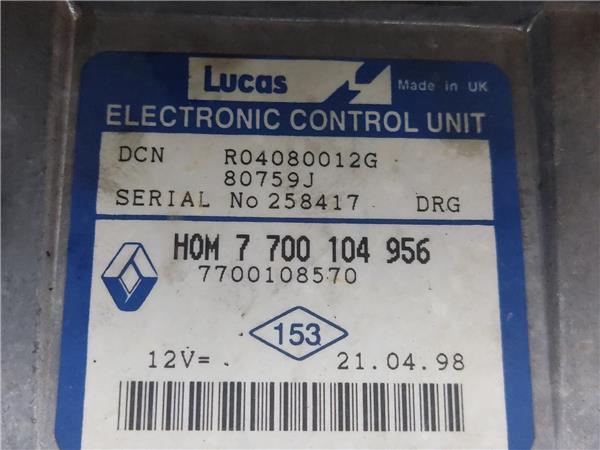 Lucas
Made in UK
ELECTRONIC CONTROL UNIT
DCN R04080012G
80759J
SERIAL No 258417 DRG
HOM 7 700 104 956
7700108570
153
12V= 21.04.98